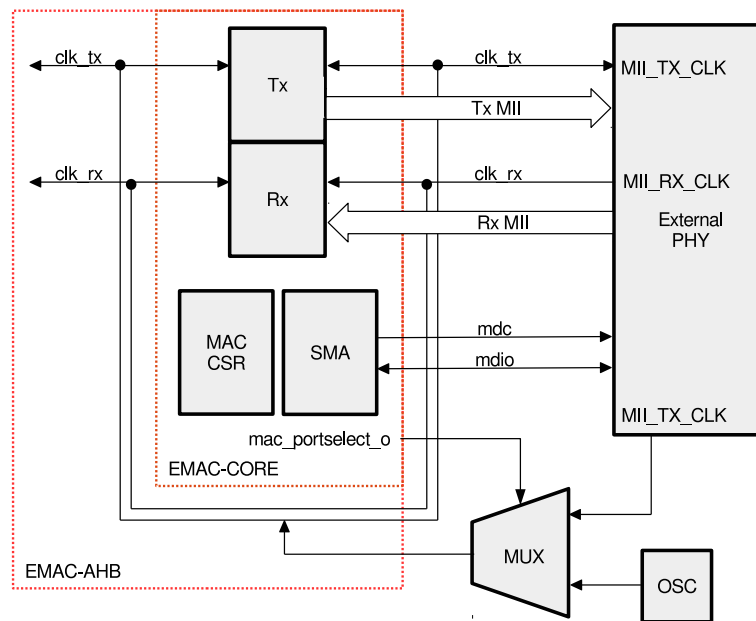 clk_tx
clk_tx
Tx
MII_TX_CLK
Tx MII
clk_rx
clk_rx
MII_RX_CLK
Rx
Rx MII
External
PHY
MAC
CSR
SMA
mdc
mdio
MII_TX_CLK
mac_portselect_o
EMAC-CORE
MUX
EMAC-AHB
OSC